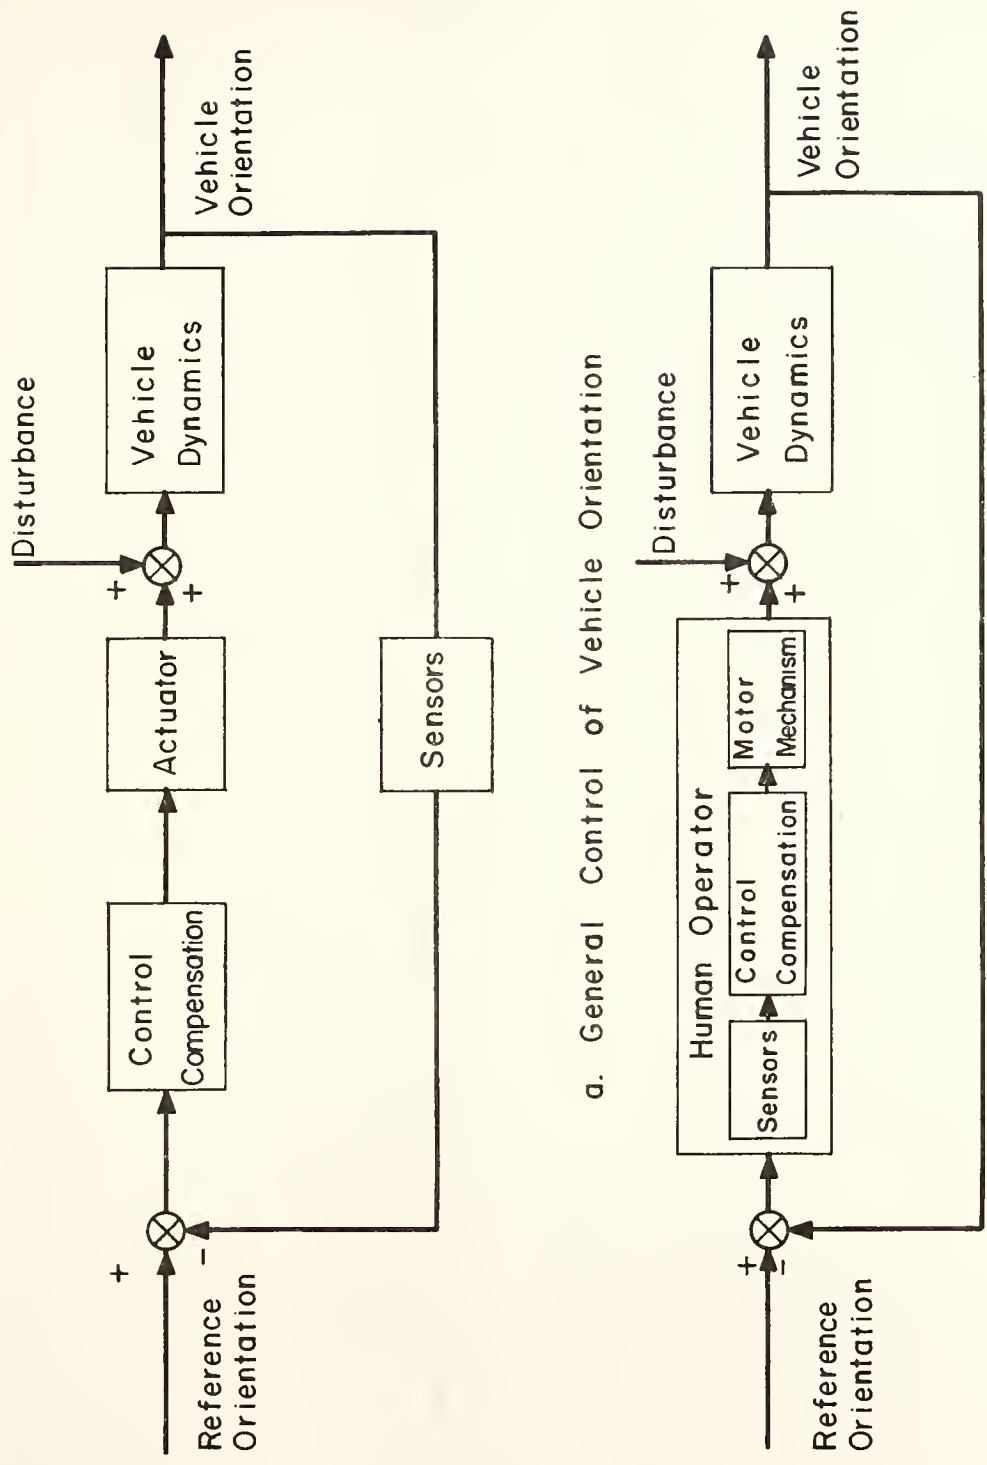 Disturbance
+
+
Reference
Orientation
+
-
Control
Compensation
Actuator
Vehicle
Dynamics
Vehicle
Orientation
Sensors
a. General Control of Vehicle Orientation
Disturbance
+
+
Reference
Orientation
+
-
Human Operator
Sensors
Control
Compensation
Motor
Mechanism
Vehicle
Dynamics
Vehicle
Orientation